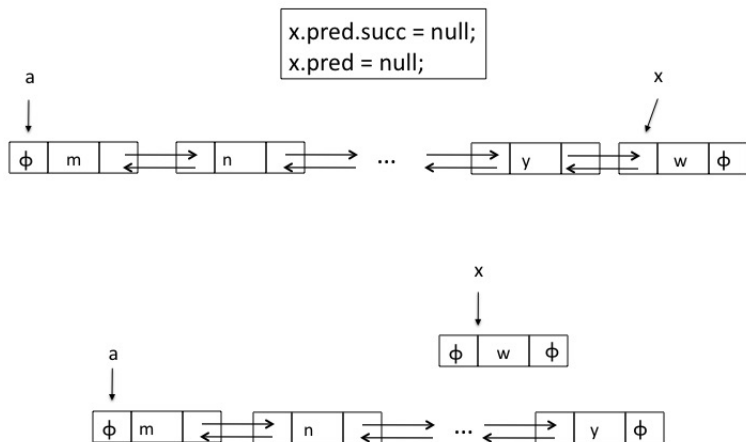 x.pred.succ = null;
x.pred = null;
a
x
ϕ m n ... y w ϕ
x
ϕ w ϕ
a
ϕ m n ... y ϕ